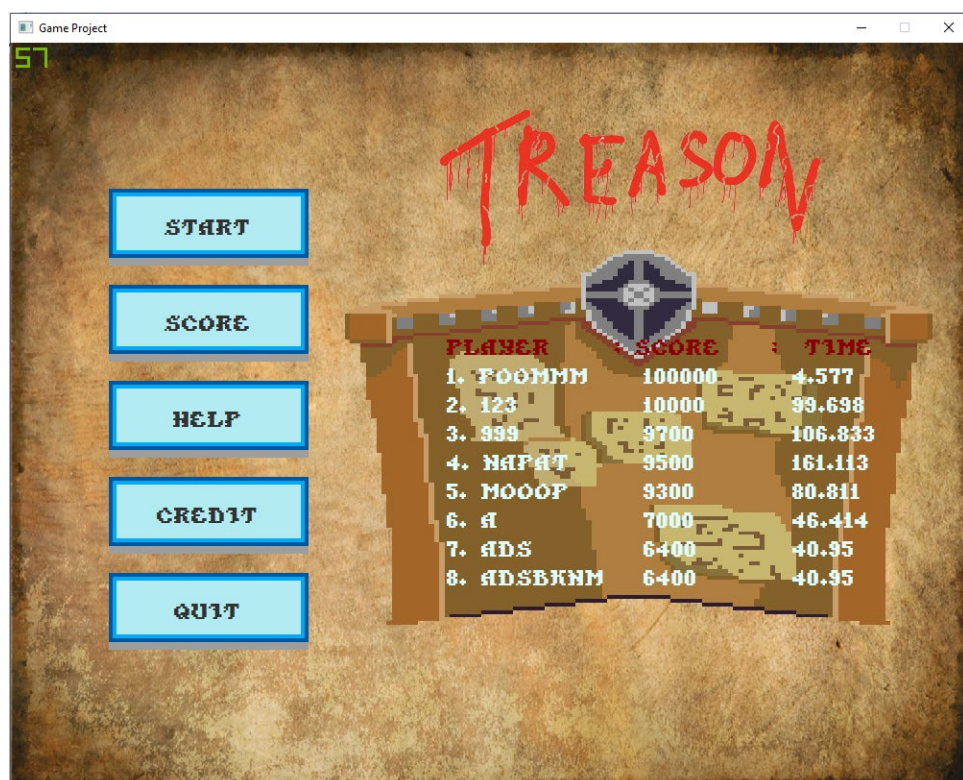 Game Project
57
TREASON
START
SCORE
HELP
CREDIT
QUIT
PLAYER : SCORE : TIME
1. FOOMMM 100000 4.577
2. 123 10000 99.698
3. 999 9700 106.833
4. NAPAT 9500 161.113
5. MOOOP 9300 80.811
6. A 7000 46.414
7. ADS 6400 40.95
8. ADSBKNM 6400 40.95